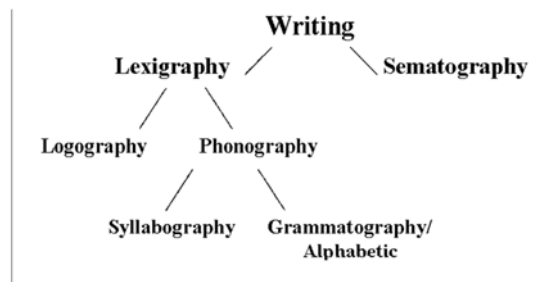 Writing
Lexigraphy Sematography
Logography Phonography
Syllabography Grammatography/
Alphabetic